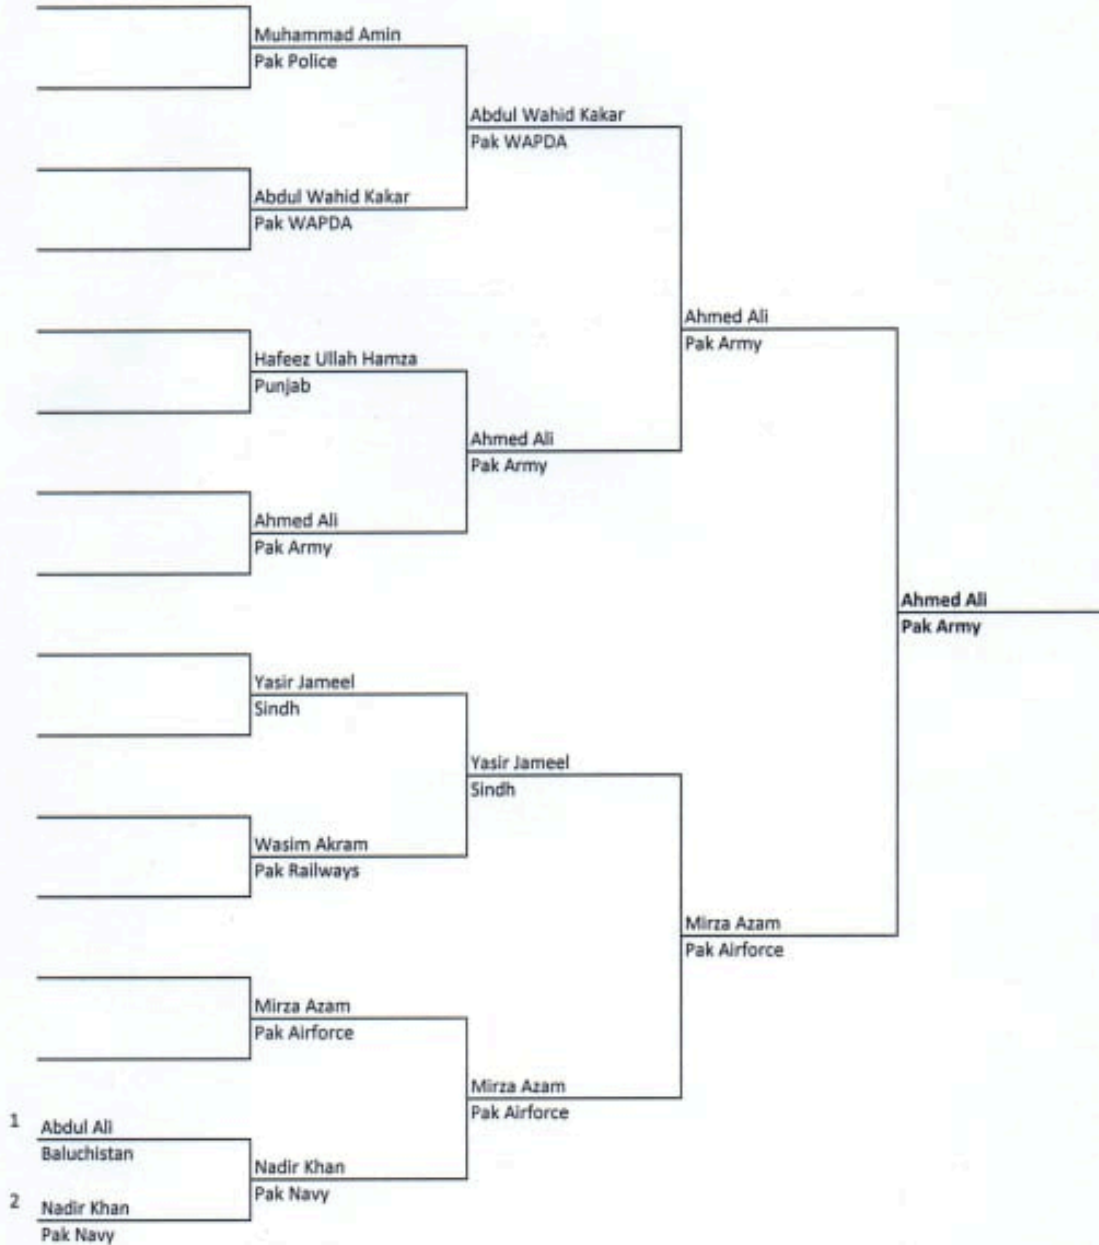 Muhammad Amin
Pak Police
Abdul Wahid Kakar
Pak WAPDA
Abdul Wahid Kakar
Pak WAPDA
Ahmed Ali
Pak Army
Hafeez Ullah Hamza
Punjab
Ahmed Ali
Pak Army
Ahmed Ali
Pak Army
Ahmed Ali
Pak Army
Yasir Jameel
Sindh
Yasir Jameel
Sindh
Wasim Akram
Pak Railways
Mirza Azam
Pak Airforce
Mirza Azam
Pak Airforce
Mirza Azam
Pak Airforce
1 Abdul Ali
Baluchistan
Nadir Khan
Pak Navy
2 Nadir Khan
Pak Navy